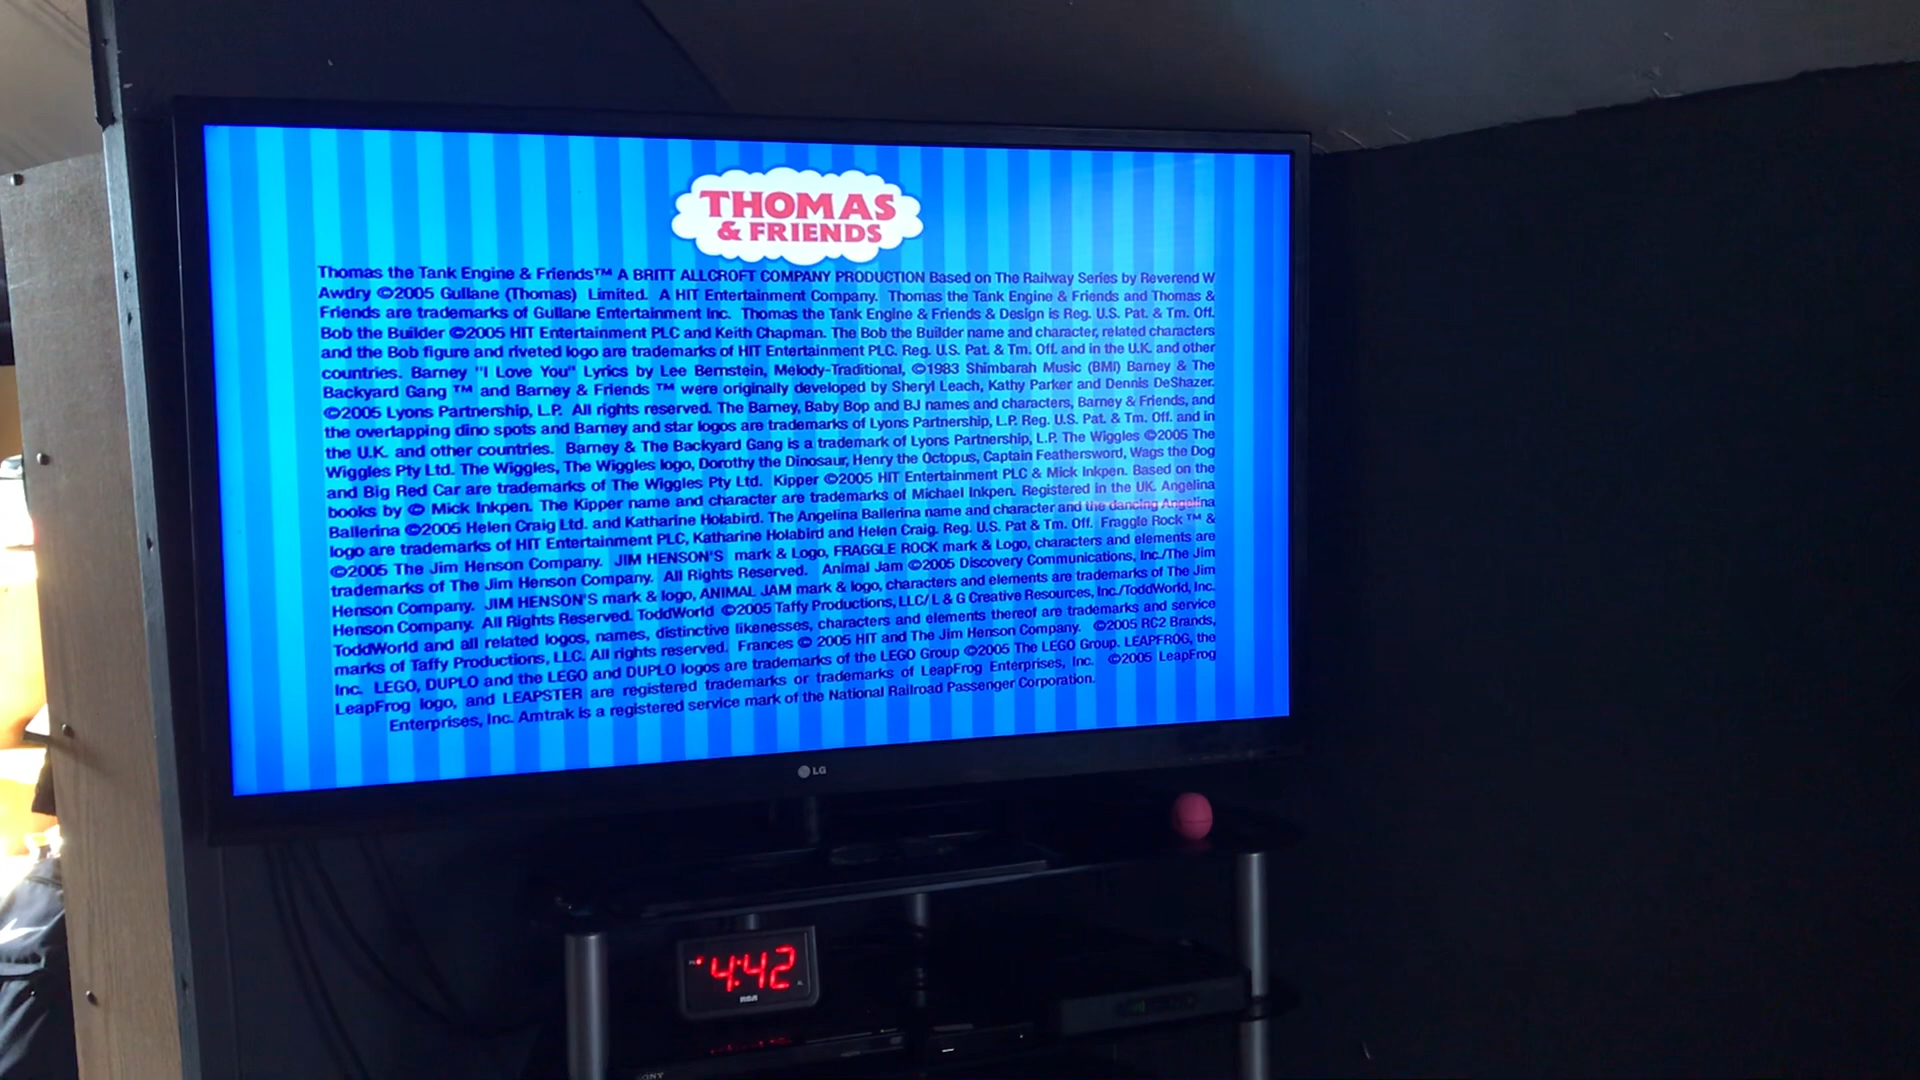 THOMAS
& FRIENDS
Thomas the Tank Engine & Friends™ A BRITT ALLCROFT COMPANY PRODUCTION Based on The Railway Series by Reverend W
Awdry ©2005 Gullane (Thomas) Limited. A HIT Entertainment Company. Thomas the Tank Engine & Friends and Thomas &
Friends are trademarks of Gullane Entertainment Inc. Thomas the Tank Engine & Friends & Design is Reg. U.S. Pat. & Tm. Off.
Bob the Builder ©2005 HIT Entertainment PLC and Keith Chapman. The Bob the Builder name and character, related characters
and the Bob figure and riveted logo are trademarks of HIT Entertainment PLC. Reg. U.S. Pat. & Tm. Off. and in the U.K. and other
countries. Barney "I Love You" Lyrics by Lee Bernstein, Melody-Traditional, ©1983 Shimbarah Music (BMI) Barney & The
Backyard Gang ™ and Barney & Friends ™ were originally developed by Sheryl Leach, Kathy Parker and Dennis DeShazer.
©2005 Lyons Partnership, L.P. All rights reserved. The Barney, Baby Bop and BJ names and characters, Barney & Friends, and
the overlapping dino spots and Barney and star logos are trademarks of Lyons Partnership, L.P. Reg. U.S. Pat. & Tm. Off. and in
the U.K. and other countries. Barney & The Backyard Gang is a trademark of Lyons Partnership, L.P. The Wiggles ©2005 The
Wiggles Pty Ltd. The Wiggles, The Wiggles logo, Dorothy the Dinosaur, Henry the Octopus, Captain Feathersword, Wags the Dog
and Big Red Car are trademarks of The Wiggles Pty Ltd. Kipper ©2005 HIT Entertainment PLC & Mick Inkpen. Based on the
books by © Mick Inkpen. The Kipper name and character are trademarks of Michael Inkpen. Registered in the UK. Angelina
Ballerina ©2005 Helen Craig Ltd. and Katharine Holabird. The Angelina Ballerina name and character and the dancing Angelina
logo are trademarks of HIT Entertainment PLC, Katharine Holabird and Helen Craig. Reg. U.S. Pat & Tm. Off. Fraggle Rock ™ &
©2005 The Jim Henson Company. JIM HENSON'S mark & Logo, FRAGGLE ROCK mark & Logo, characters and elements are
trademarks of The Jim Henson Company. All Rights Reserved. Animal Jam ©2005 Discovery Communications, Inc./The Jim
Henson Company. JIM HENSON'S mark & logo, ANIMAL JAM mark & logo, characters and elements are trademarks of The Jim
Henson Company. All Rights Reserved. ToddWorld ©2005 Taffy Productions, LLC/ L & G Creative Resources, Inc./ToddWorld, Inc.
ToddWorld and all related logos, names, distinctive likenesses, characters and elements thereof are trademarks and service
marks of Taffy Productions, LLC. All rights reserved. Frances © 2005 HIT and The Jim Henson Company. ©2005 RC2 Brands,
Inc. LEGO, DUPLO and the LEGO and DUPLO logos are trademarks of the LEGO Group ©2005 The LEGO Group. LEAPFROG, the
LeapFrog logo, and LEAPSTER are registered trademarks or trademarks of LeapFrog Enterprises, Inc. ©2005 LeapFrog
Enterprises, Inc. Amtrak is a registered service mark of the National Railroad Passenger Corporation.
LG
4:42
RCA
SONY